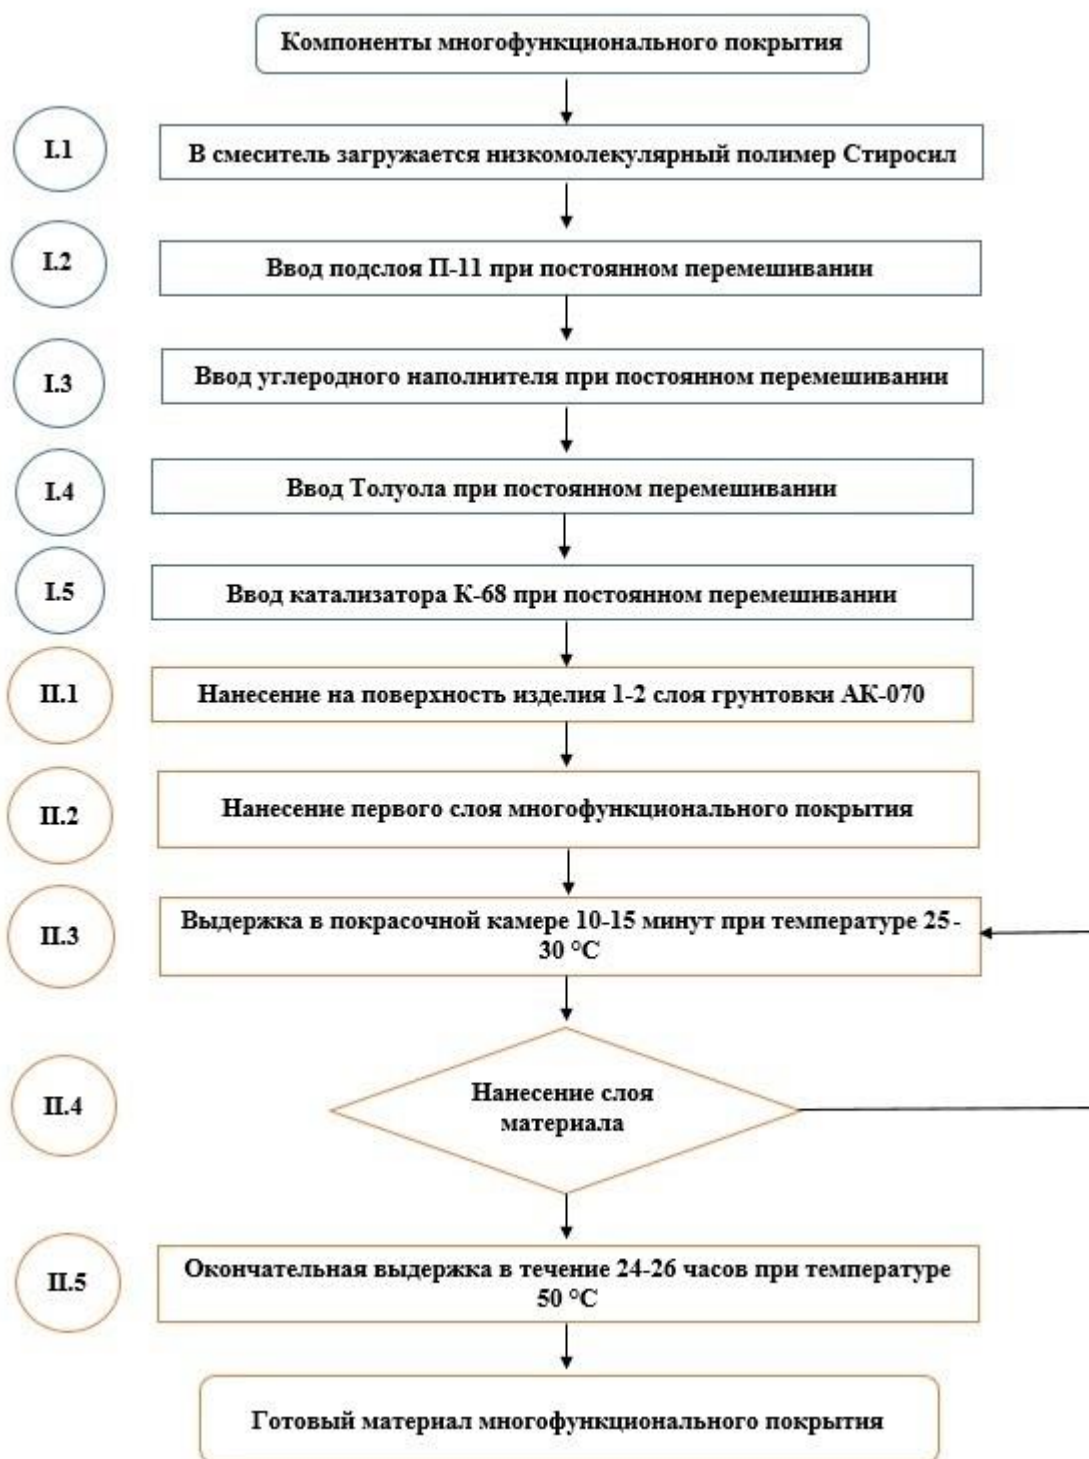 Компоненты многофункционального покрытия
I.1
В смеситель загружается низкомолекулярный полимер Стиросил
I.2
Ввод подслоя П-11 при постоянном перемешивании
I.3
Ввод углеродного наполнителя при постоянном перемешивании
I.4
Ввод Толуола при постоянном перемешивании
I.5
Ввод катализатора К-68 при постоянном перемешивании
II.1
Нанесение на поверхность изделия 1-2 слоя грунтовки АК-070
II.2
Нанесение первого слоя многофункционального покрытия
II.3
Выдержка в покрасочной камере 10-15 минут при температуре 25-
30 °С
II.4
Нанесение слоя
материала
II.5
Окончательная выдержка в течение 24-26 часов при температуре
50 °С
Готовый материал многофункционального покрытия